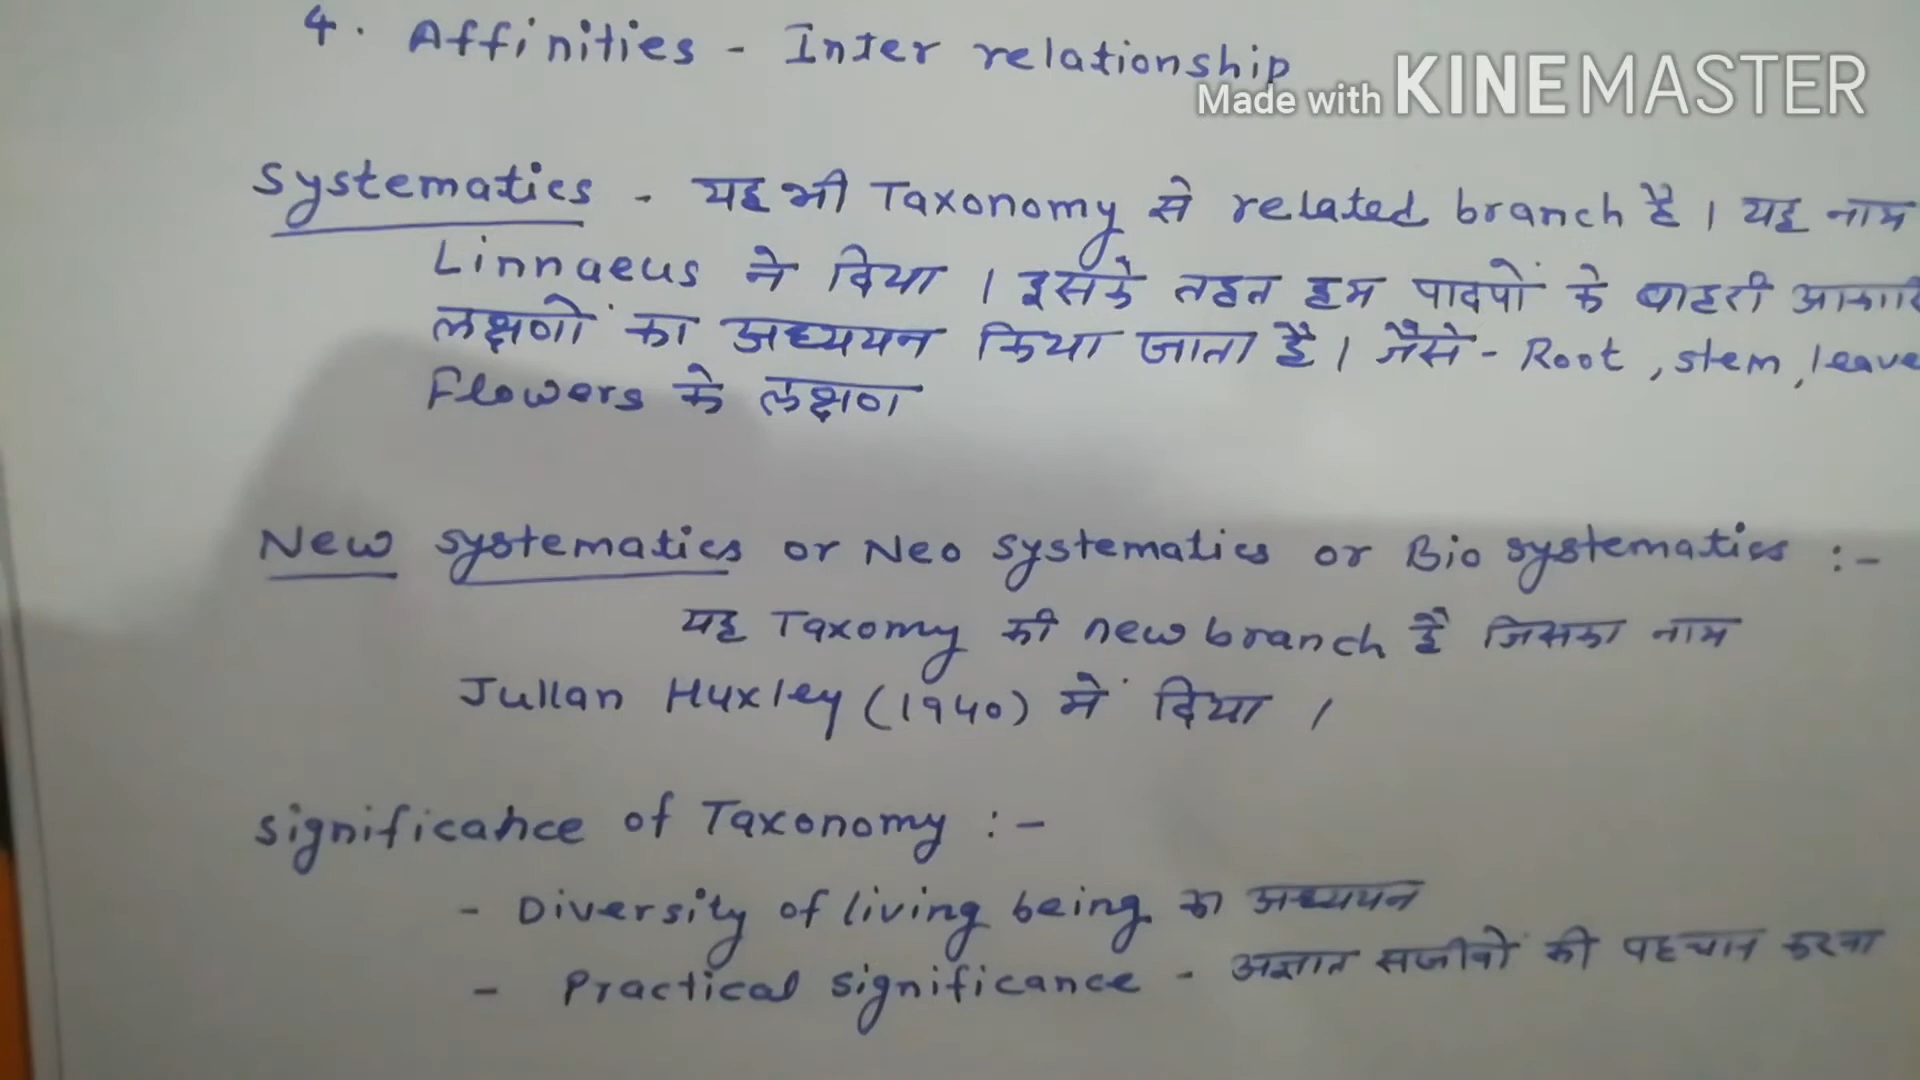 4. Affinities - Inter relationship
Made with KINEMASTER
Systematics - यह भी Taxonomy से related branch है। यह नाम
Linnaeus ने दिया। इसके तहत हम पादपों के बाहरी आकारि
लक्षणों का अध्ययन किया जाता है। जैसे - Root, stem, leave
Flowers के लक्षण
New systematics or Neo systematics or Bio systematics :-
यह Taxomy की new branch है जिसका नाम
Jullan Huxley (1940) में दिया।
Significance of Taxonomy :-
- Diversity of living being का अध्ययन
- Practical significance - अज्ञात सजीवों की पहचान करना